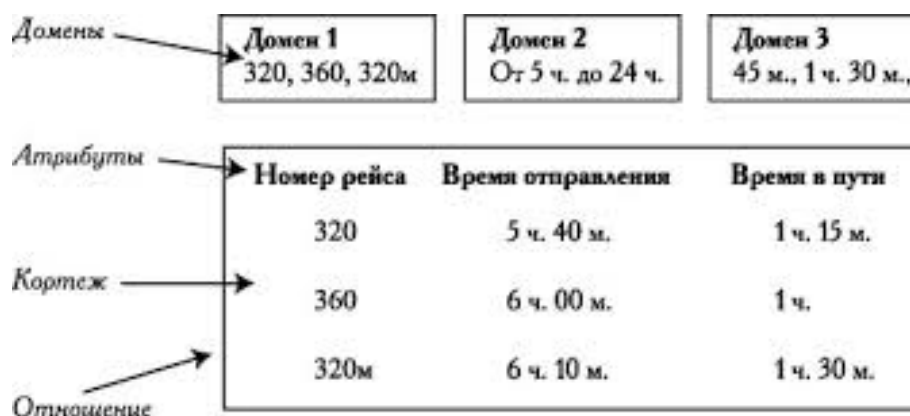 Домены
Домен 1
320, 360, 320м
Домен 2
От 5 ч. до 24 ч.
Домен 3
45 м., 1 ч. 30 м.,
Атрибуты
Номер рейса Время отправления Время в пути
320 5 ч. 40 м. 1 ч. 15 м.
Кортеж
360 6 ч. 00 м. 1 ч.
320м 6 ч. 10 м. 1 ч. 30 м.
Отношение